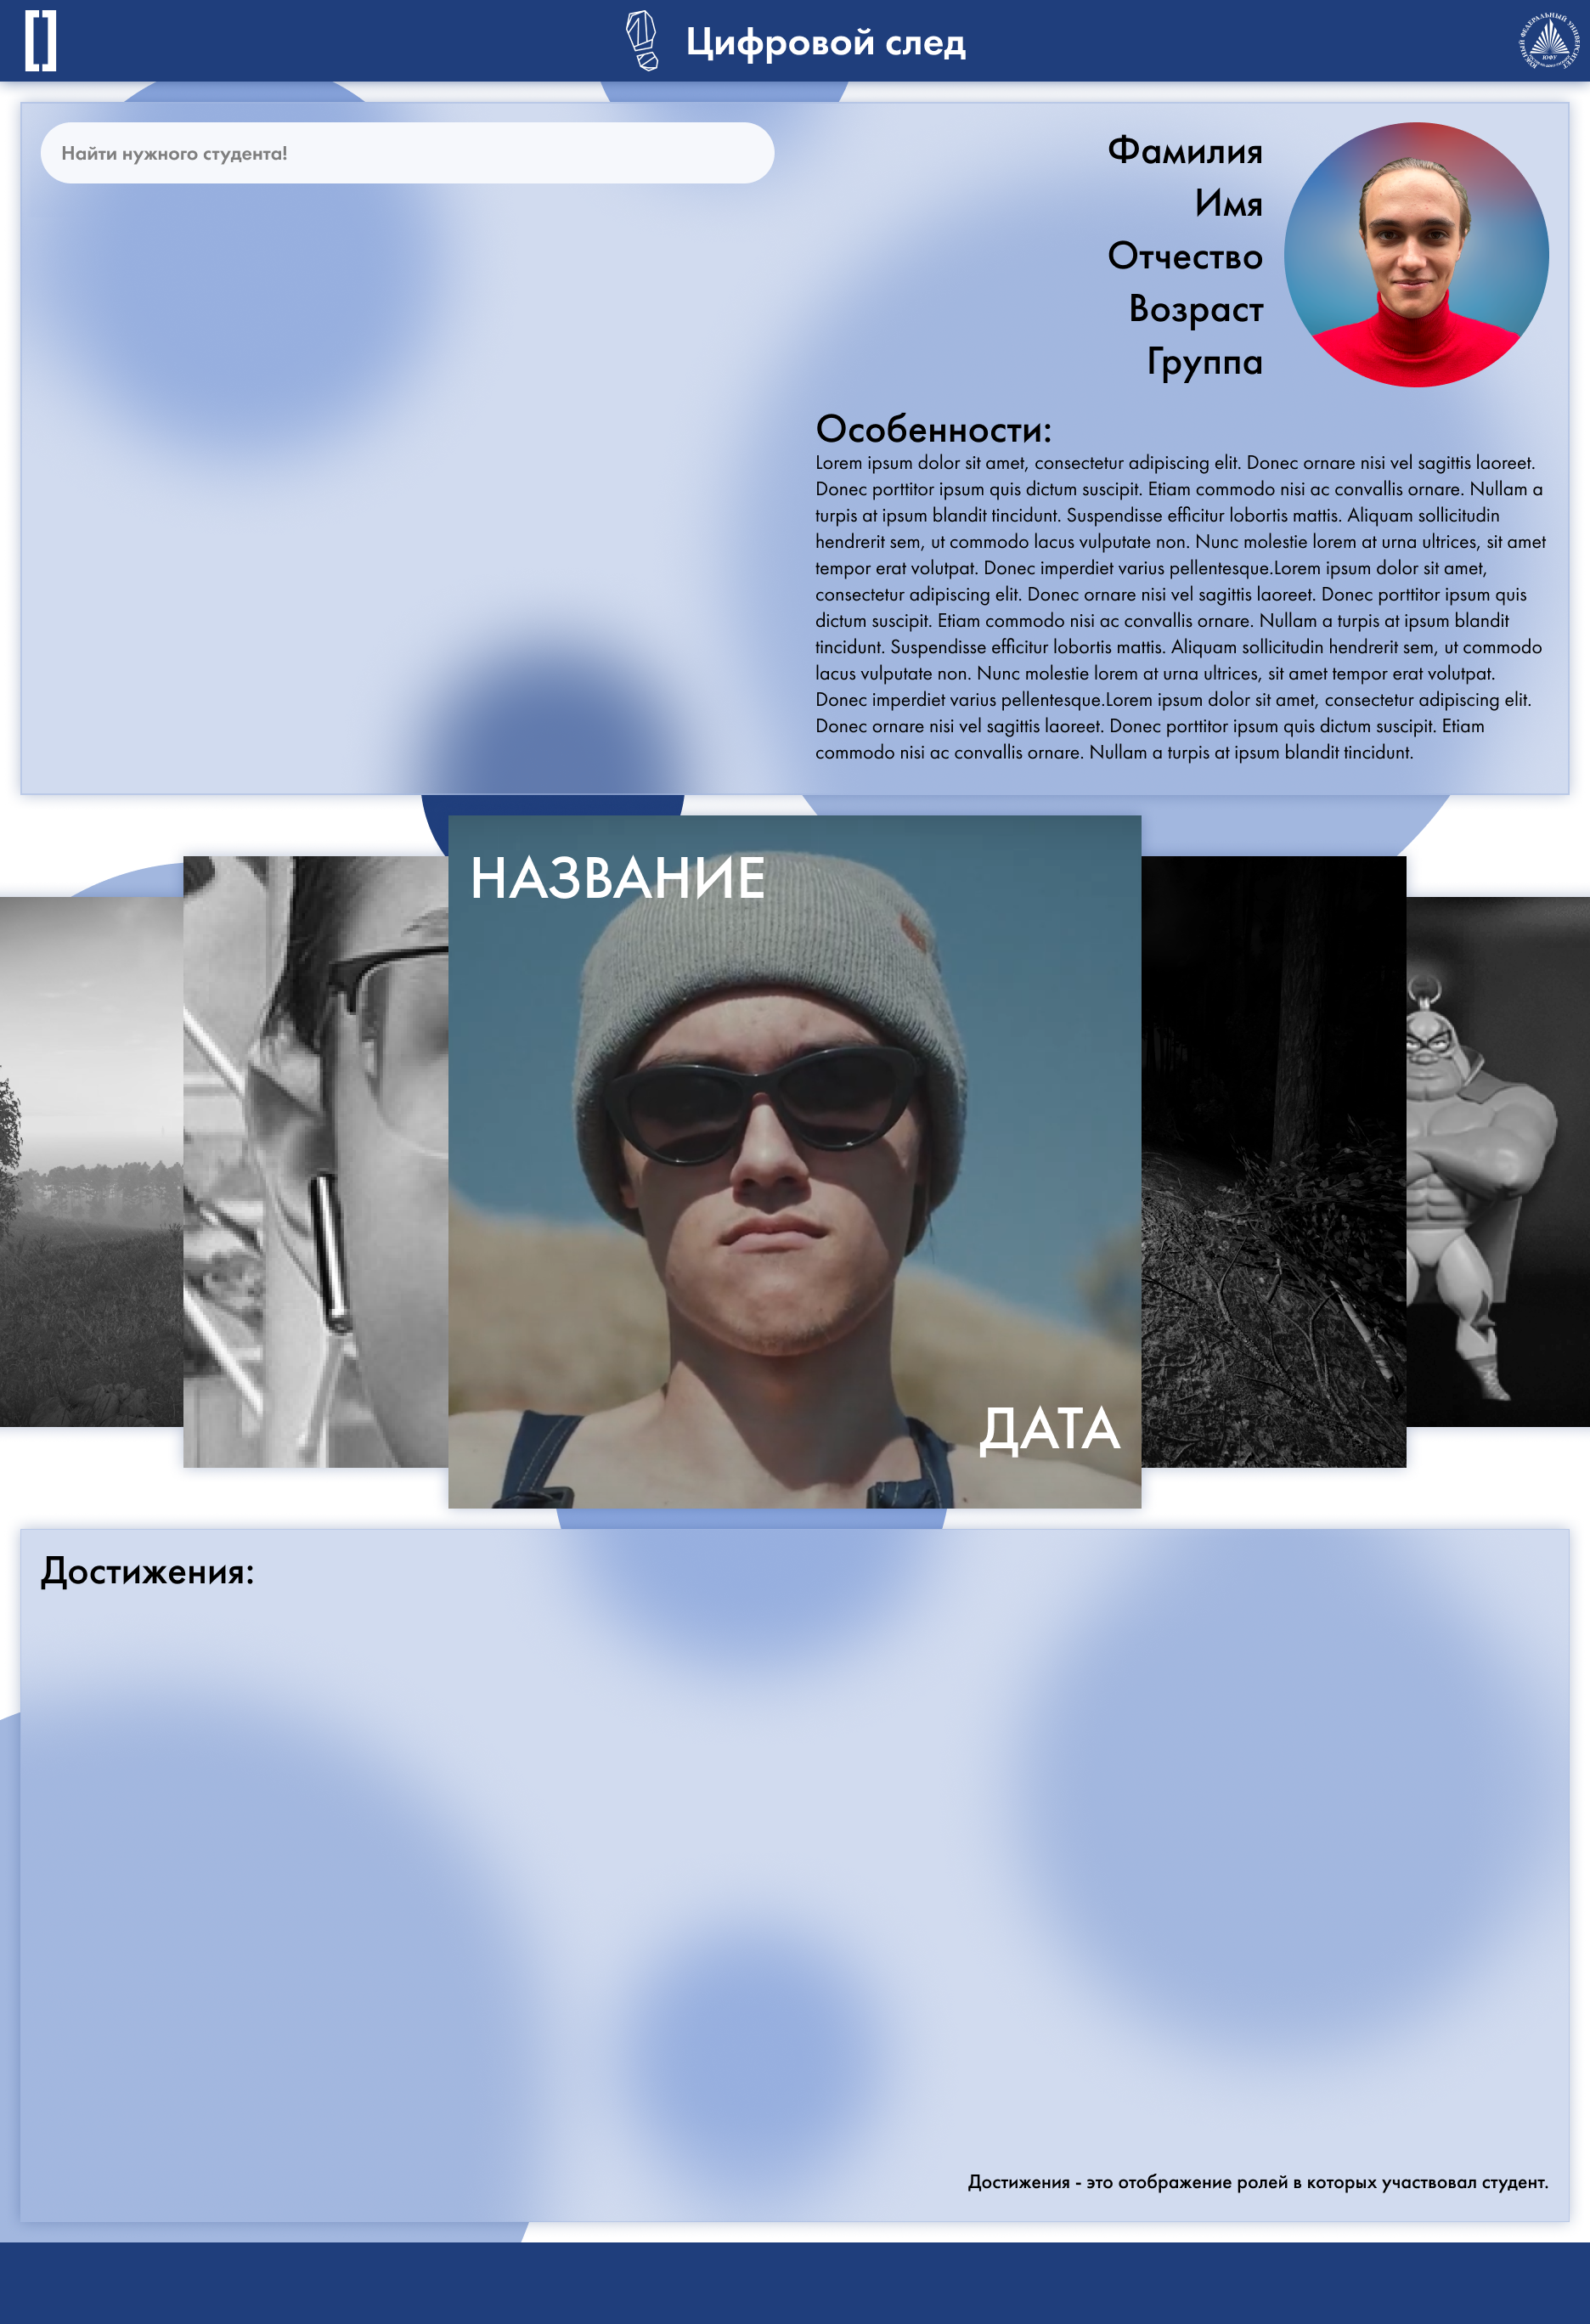 []
Цифровой след
ЮЖНЫЙ ФЕДЕРАЛЬНЫЙ УНИВЕРСИТЕТ
ЮФУ
Найти нужного студента!
Фамилия
Имя
Отчество
Возраст
Группа
Особенности:
Lorem ipsum dolor sit amet, consectetur adipiscing elit. Donec ornare nisi vel sagittis laoreet.
Donec porttitor ipsum quis dictum suscipit. Etiam commodo nisi ac convallis ornare. Nullam a
turpis at ipsum blandit tincidunt. Suspendisse efficitur lobortis mattis. Aliquam sollicitudin
hendrerit sem, ut commodo lacus vulputate non. Nunc molestie lorem at urna ultrices, sit amet
tempor erat volutpat. Donec imperdiet varius pellentesque.Lorem ipsum dolor sit amet,
consectetur adipiscing elit. Donec ornare nisi vel sagittis laoreet. Donec porttitor ipsum quis
dictum suscipit. Etiam commodo nisi ac convallis ornare. Nullam a turpis at ipsum blandit
tincidunt. Suspendisse efficitur lobortis mattis. Aliquam sollicitudin hendrerit sem, ut commodo
lacus vulputate non. Nunc molestie lorem at urna ultrices, sit amet tempor erat volutpat.
Donec imperdiet varius pellentesque.Lorem ipsum dolor sit amet, consectetur adipiscing elit.
Donec ornare nisi vel sagittis laoreet. Donec porttitor ipsum quis dictum suscipit. Etiam
commodo nisi ac convallis ornare. Nullam a turpis at ipsum blandit tincidunt.
НАЗВАНИЕ
ДАТА
Достижения:
Достижения - это отображение ролей в которых участвовал студент.